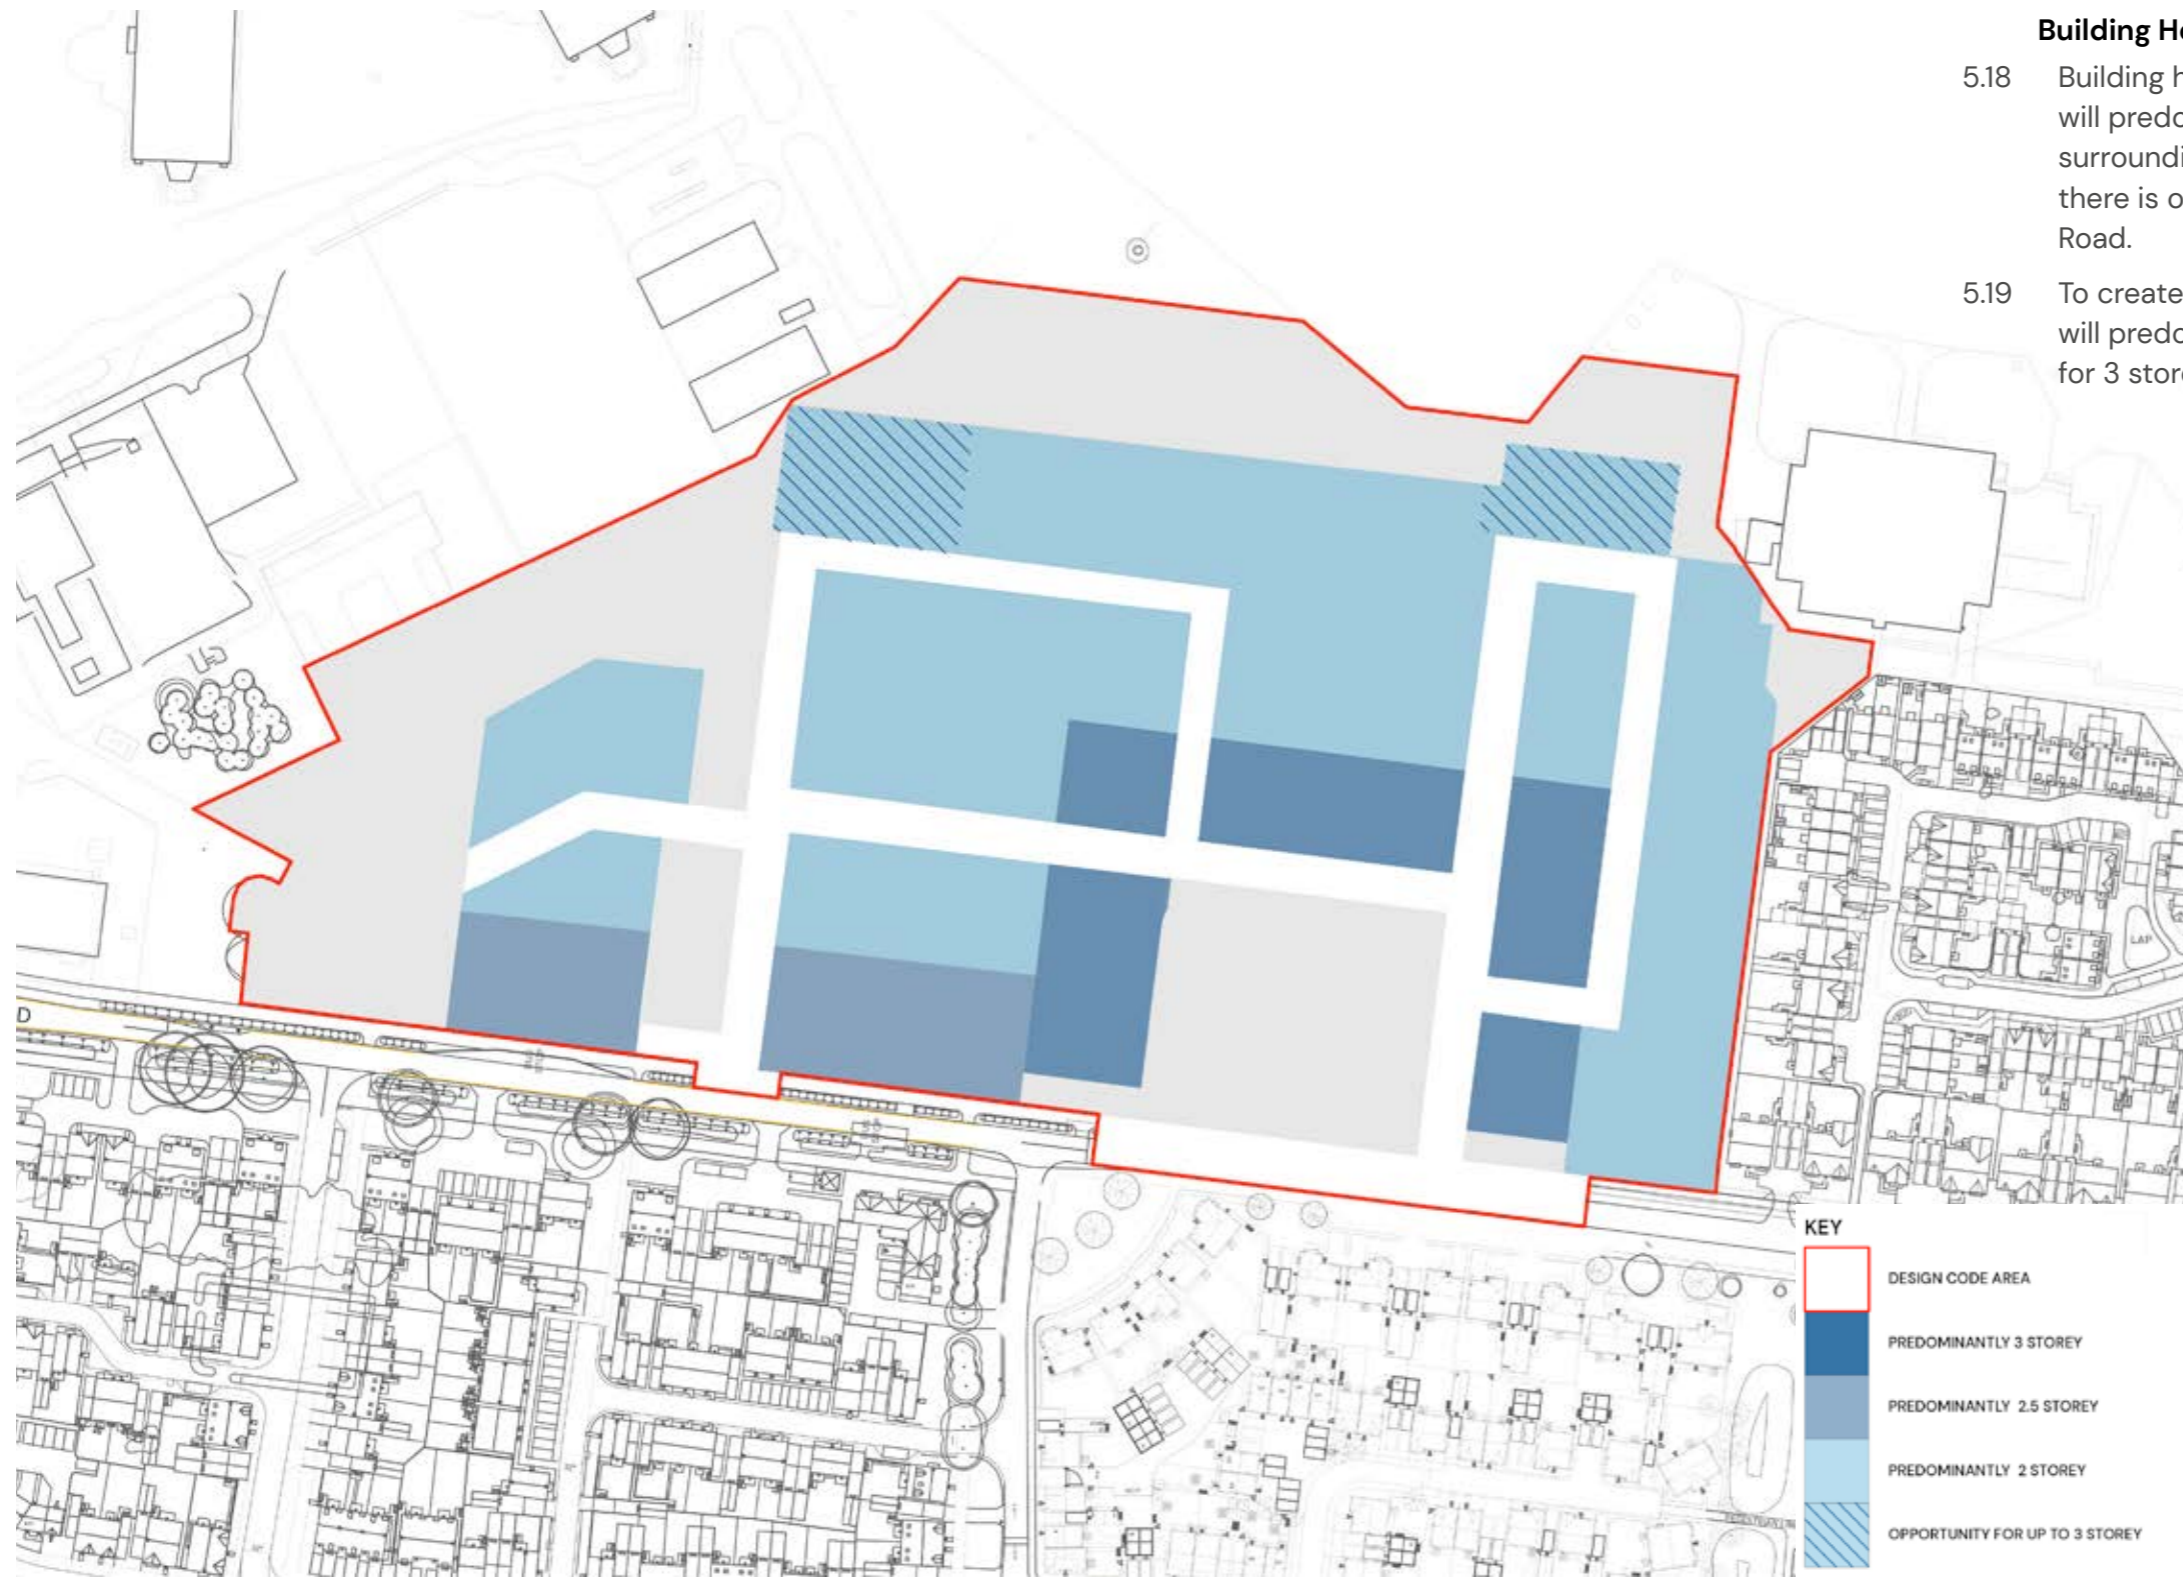 Building H
5.18 Building h
will predo
surroundi
there is o
Road.
5.19 To create
will predo
for 3 stor
D
LAP
KEY
DESIGN CODE AREA
PREDOMINANTLY 3 STOREY
PREDOMINANTLY 2.5 STOREY
PREDOMINANTLY 2 STOREY
OPPORTUNITY FOR UP TO 3 STOREY